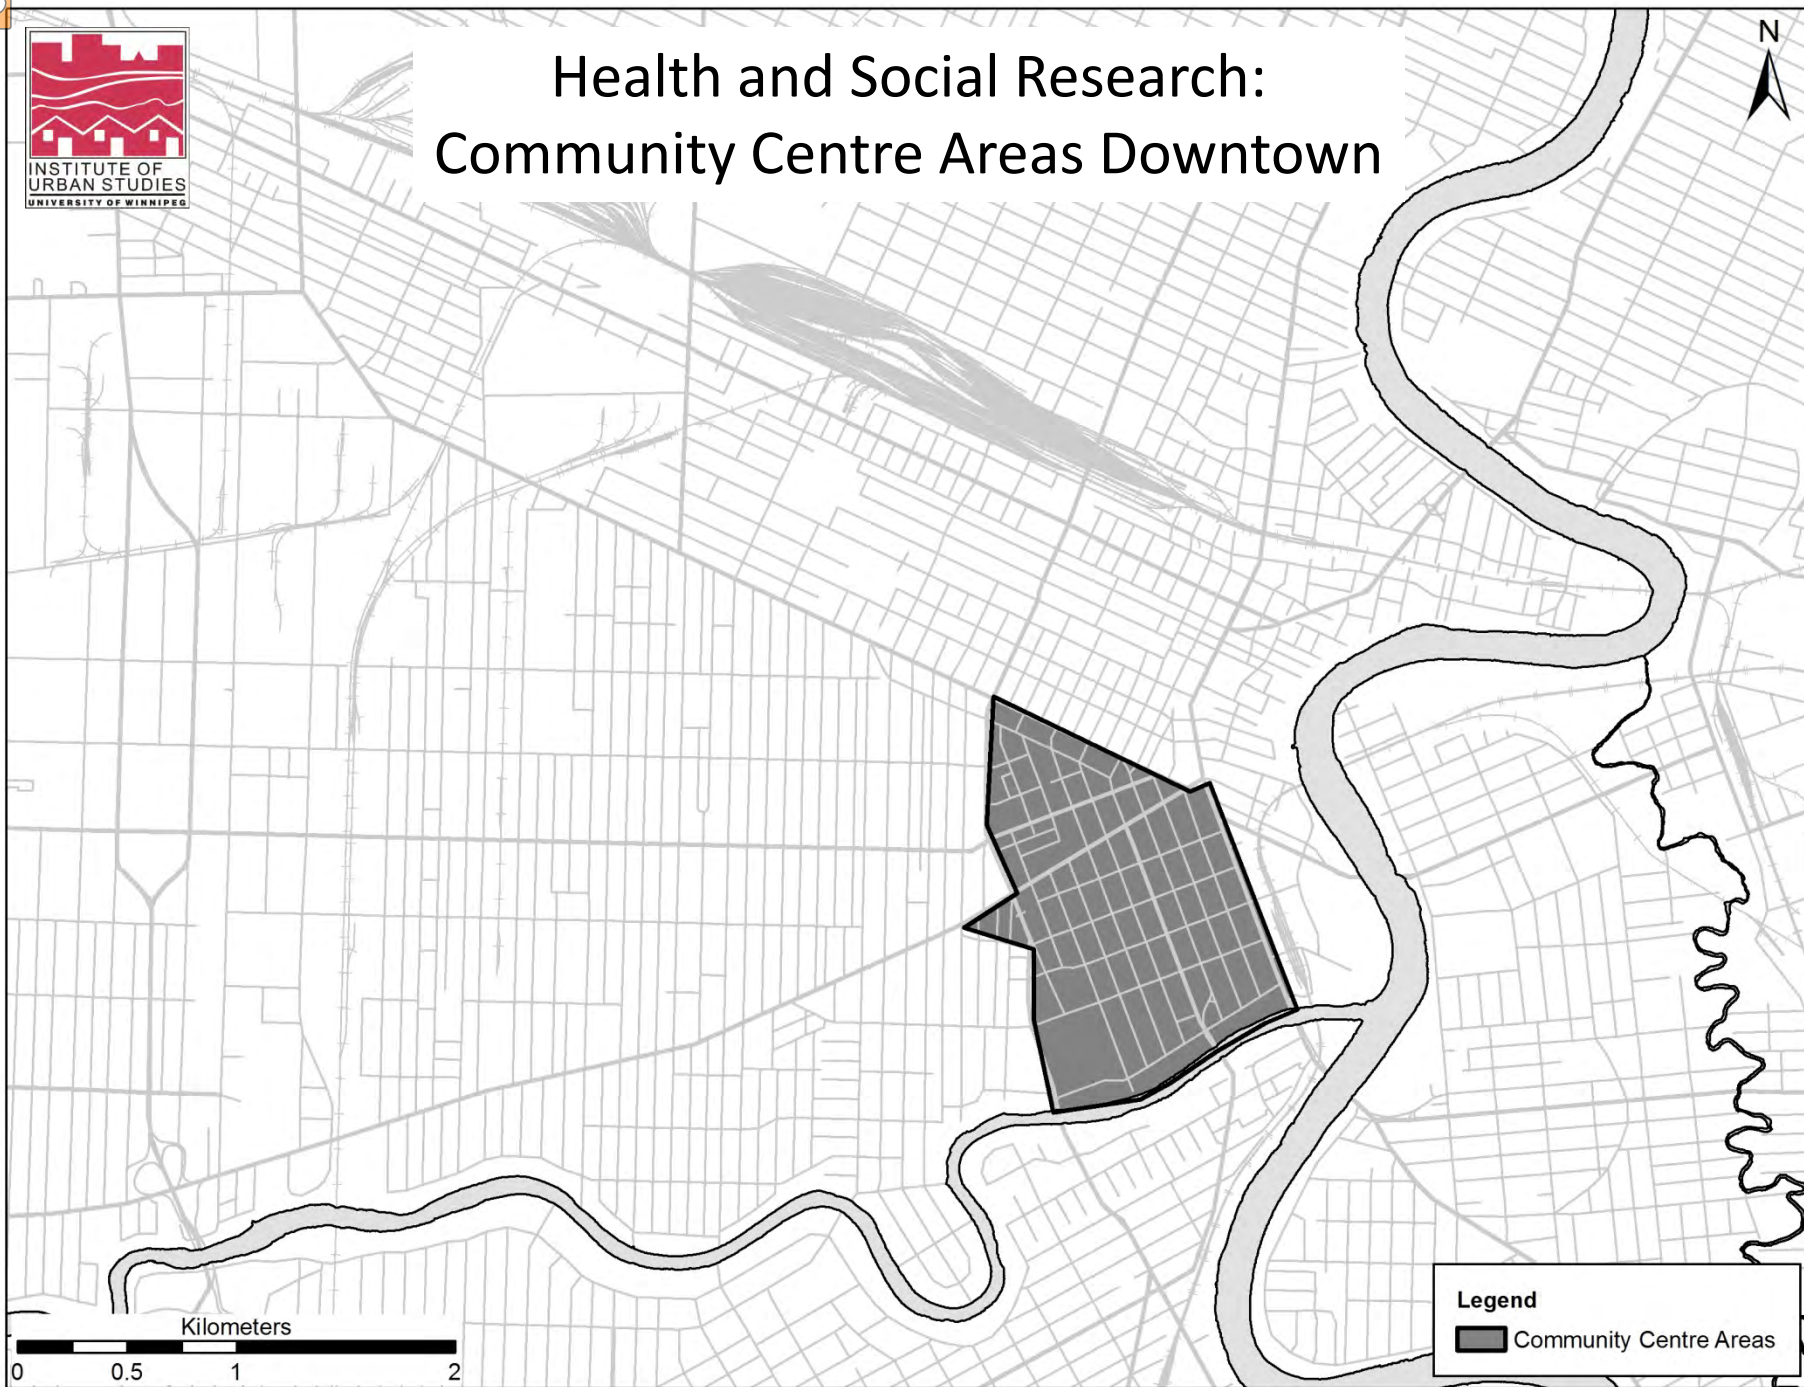 Health and Social Research:
Community Centre Areas Downtown
N
INSTITUTE OF
URBAN STUDIES
UNIVERSITY OF WINNIPEG
Kilometers
0 0.5 1 2
Legend
Community Centre Areas